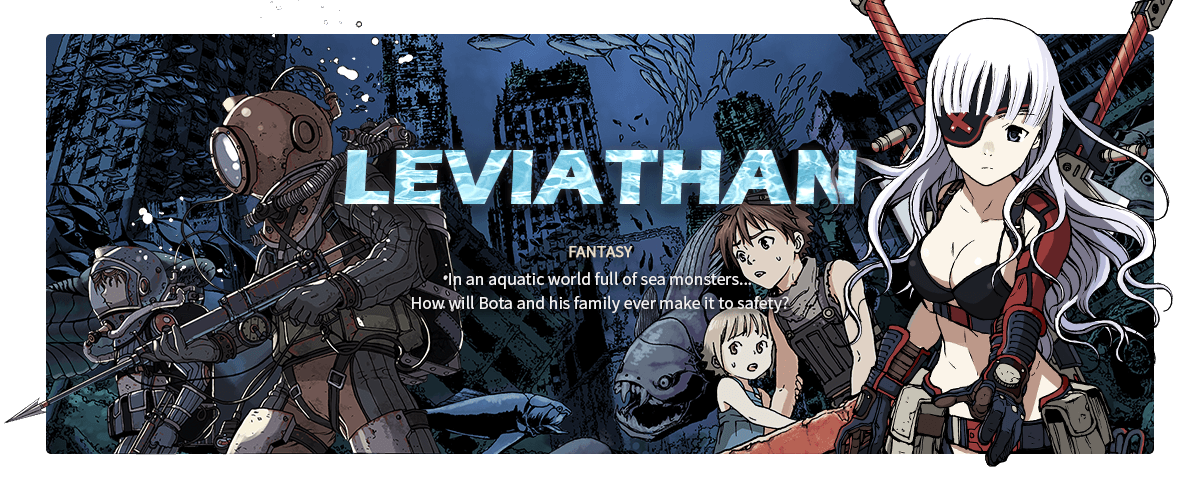 LEVIATHAN
FANTASY
In an aquatic world full of sea monsters...
How will Bota and his family ever make it to safety?